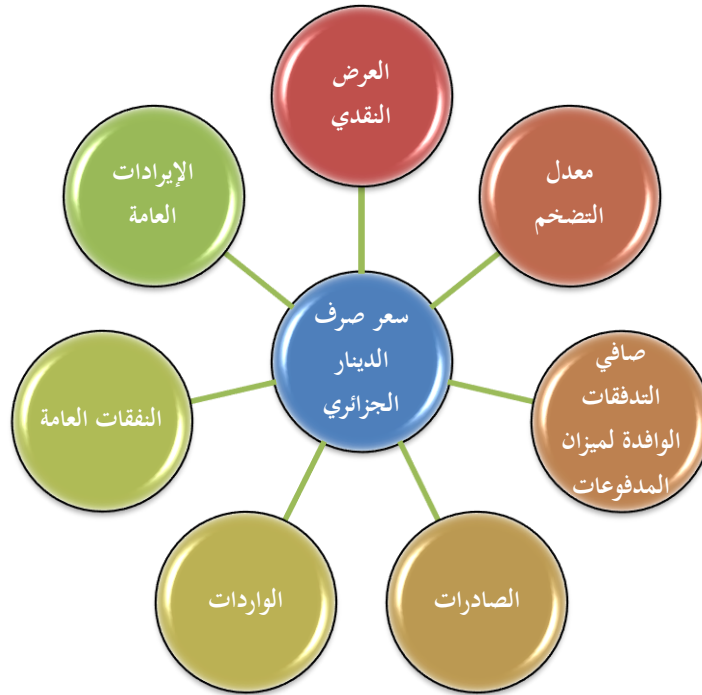 العرض
النقدي
معدل
التضخم
صافي
التدفقات
الوافدة لميزان
المدفوعات
الصادرات
الواردات
النفقات العامة
الإيرادات
العامة
سعر صرف
الدينار
الجزائري